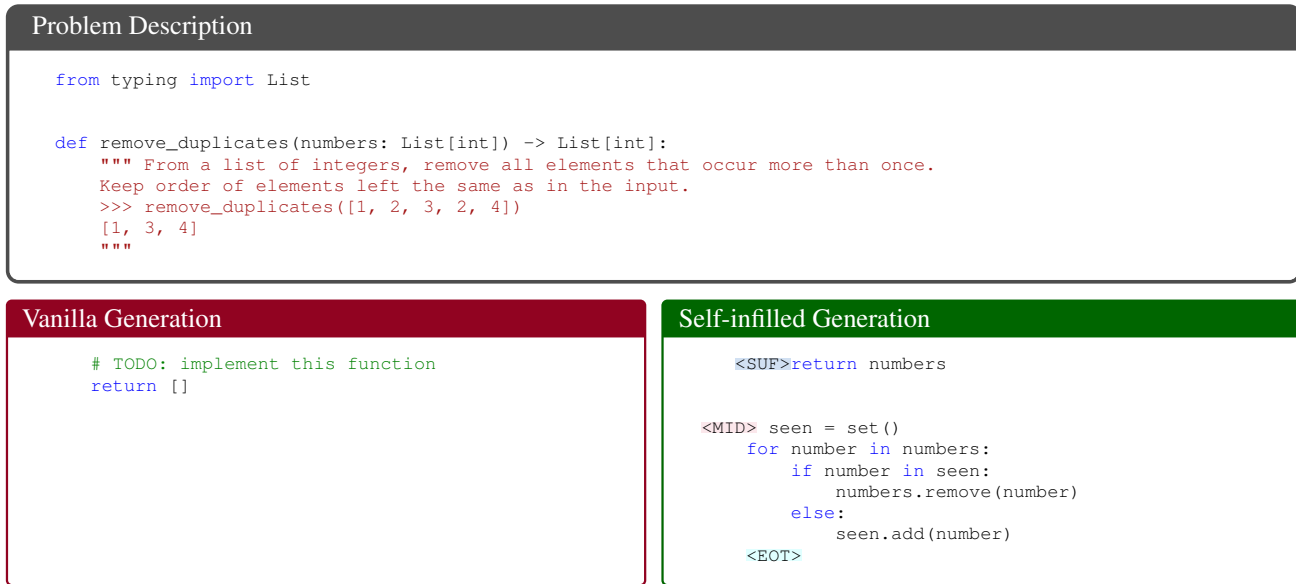 Problem Description
from typing import List
def remove_duplicates(numbers: List[int]) -> List[int]:
""" From a list of integers, remove all elements that occur more than once.
Keep order of elements left the same as in the input.
>>> remove_duplicates([1, 2, 3, 2, 4])
[1, 3, 4]
"""
Vanilla Generation
# TODO: implement this function
return []
Self-infilled Generation
<SUF>return numbers
<MID> seen = set()
for number in numbers:
if number in seen:
numbers.remove(number)
else:
seen.add(number)
<EOT>